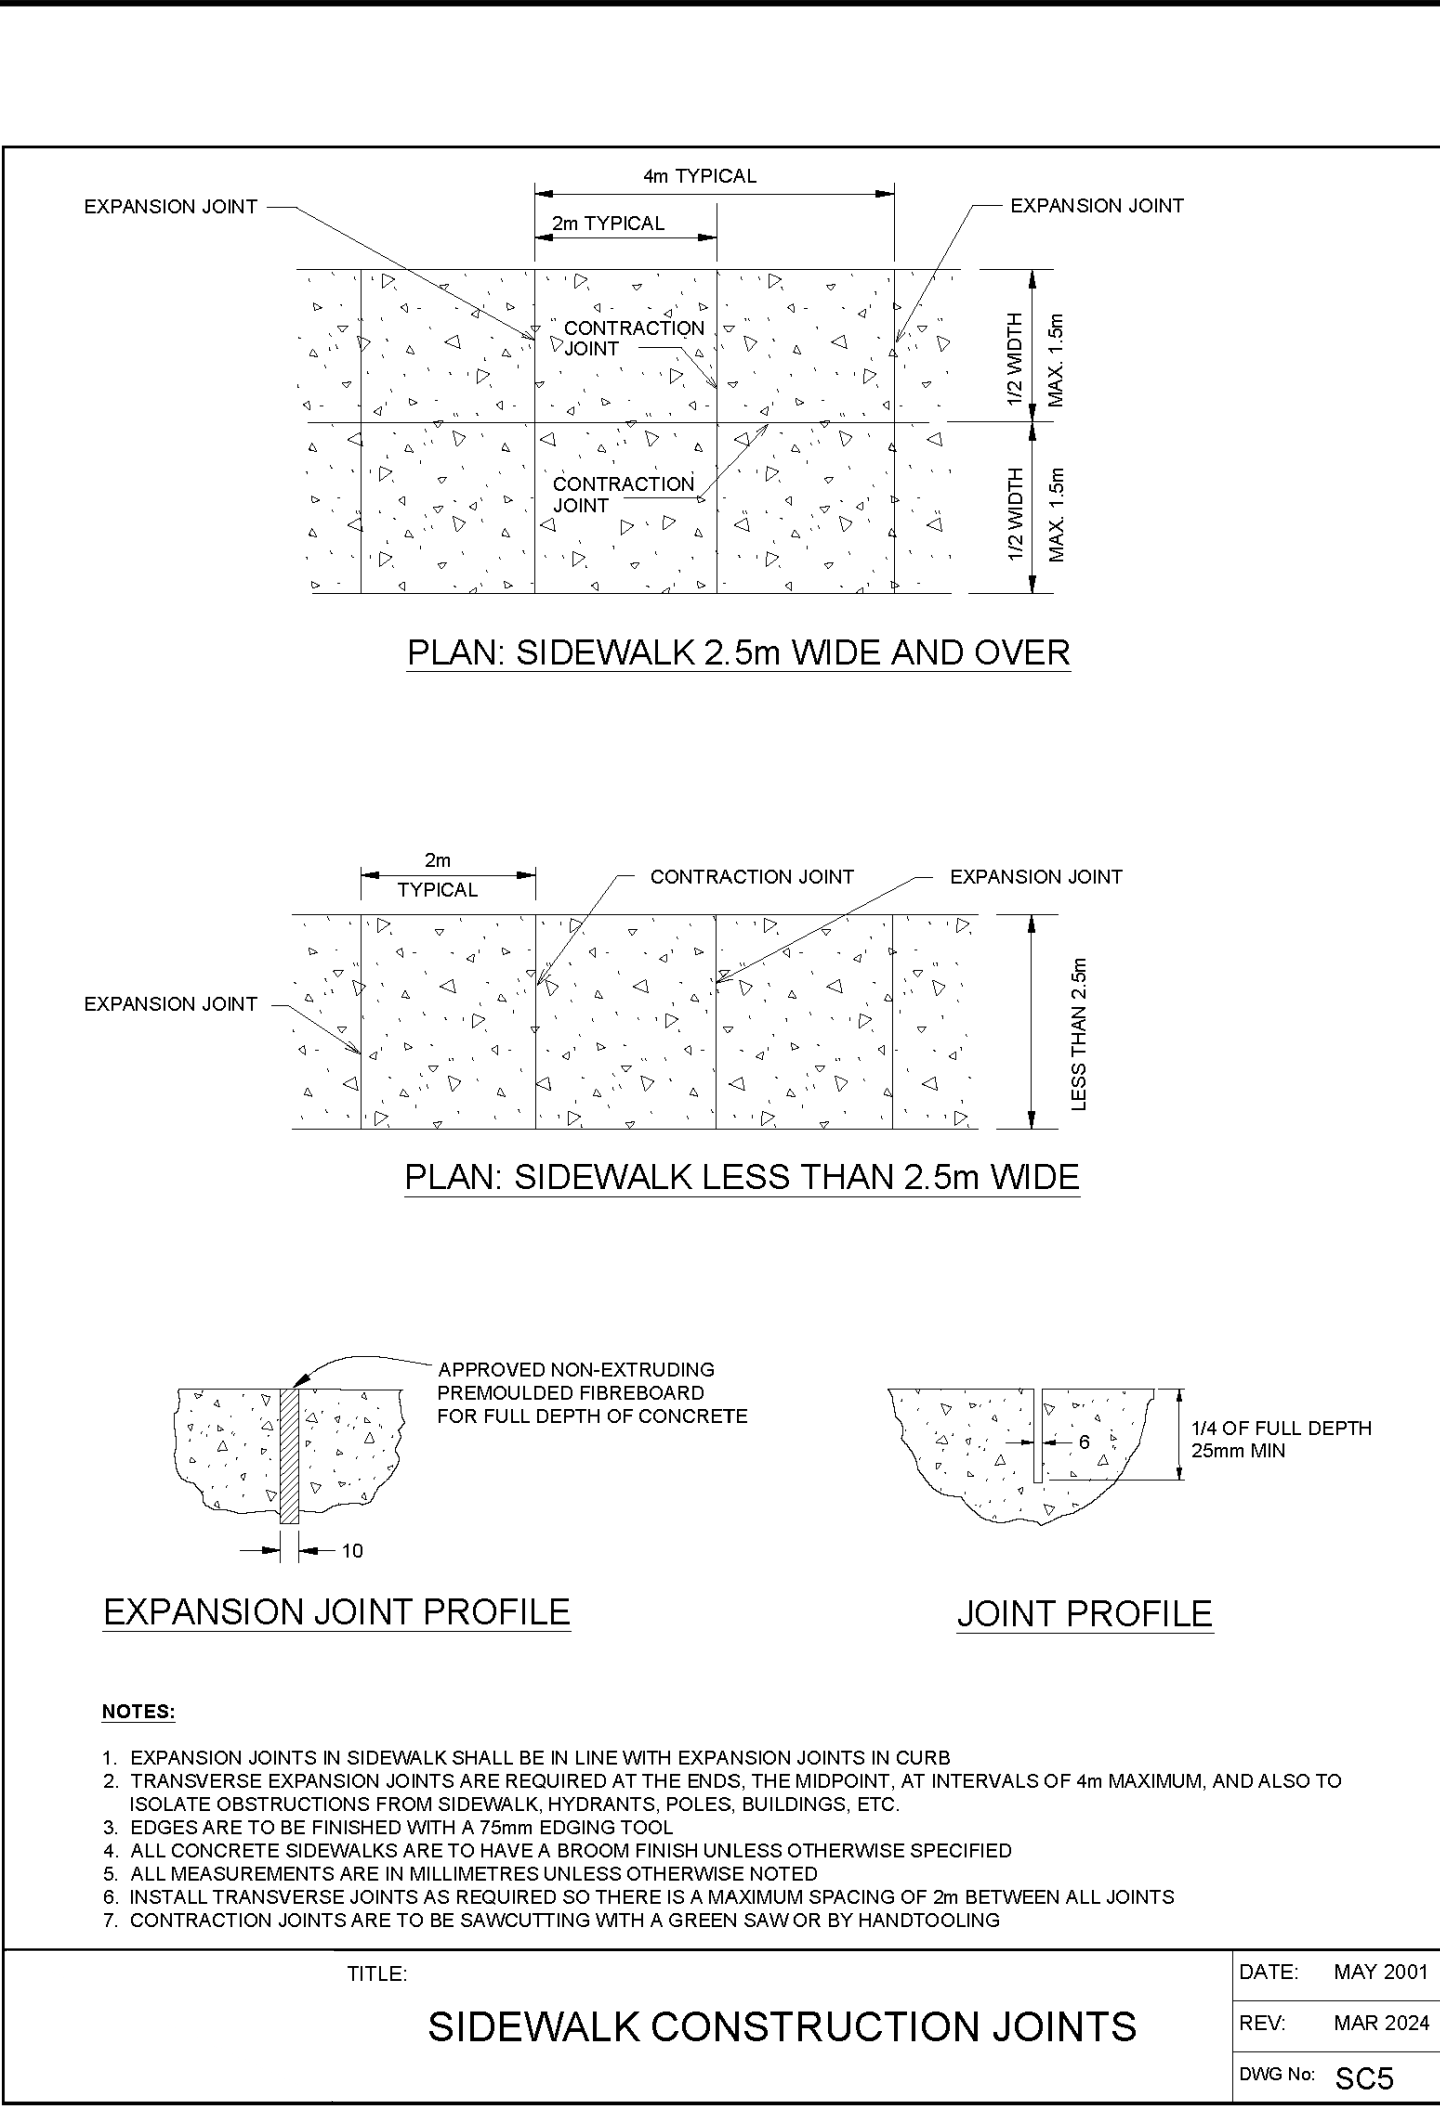 4m TYPICAL
EXPANSION JOINT
EXPANSION JOINT
2m TYPICAL
CONTRACTION
JOINT
1/2 WIDTH
MAX. 1.5m
CONTRACTION
JOINT
1/2 WIDTH
MAX. 1.5m
PLAN: SIDEWALK 2.5m WIDE AND OVER
2m
TYPICAL
CONTRACTION JOINT
EXPANSION JOINT
EXPANSION JOINT
LESS THAN 2.5m
PLAN: SIDEWALK LESS THAN 2.5m WIDE
APPROVED NON-EXTRUDING
PREMOULDED FIBREBOARD
FOR FULL DEPTH OF CONCRETE
10
EXPANSION JOINT PROFILE
6
1/4 OF FULL DEPTH
25mm MIN
JOINT PROFILE
NOTES:
1. EXPANSION JOINTS IN SIDEWALK SHALL BE IN LINE WITH EXPANSION JOINTS IN CURB
2. TRANSVERSE EXPANSION JOINTS ARE REQUIRED AT THE ENDS, THE MIDPOINT, AT INTERVALS OF 4m MAXIMUM, AND ALSO TO
ISOLATE OBSTRUCTIONS FROM SIDEWALK, HYDRANTS, POLES, BUILDINGS, ETC.
3. EDGES ARE TO BE FINISHED WITH A 75mm EDGING TOOL
4. ALL CONCRETE SIDEWALKS ARE TO HAVE A BROOM FINISH UNLESS OTHERWISE SPECIFIED
5. ALL MEASUREMENTS ARE IN MILLIMETRES UNLESS OTHERWISE NOTED
6. INSTALL TRANSVERSE JOINTS AS REQUIRED SO THERE IS A MAXIMUM SPACING OF 2m BETWEEN ALL JOINTS
7. CONTRACTION JOINTS ARE TO BE SAWCUTTING WITH A GREEN SAW OR BY HANDTOOLING
TITLE:
SIDEWALK CONSTRUCTION JOINTS
DATE: MAY 2001
REV: MAR 2024
DWG No: SC5